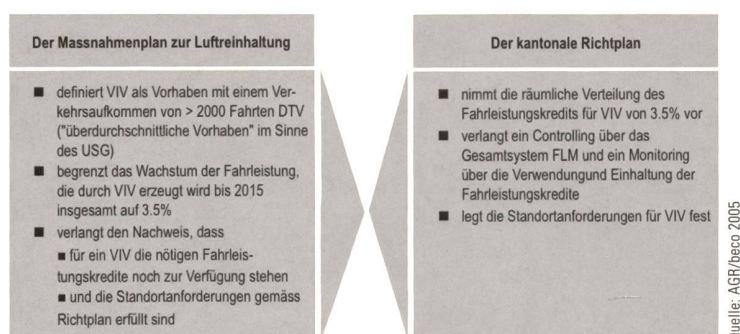 Der Massnahmenplan zur Luftreinhaltung
■ definiert VIV als Vorhaben mit einem Ver-
kehrsaufkommen von > 2000 Fahrten DTV
("überdurchschnittliche Vorhaben" im Sinne
des USG)
■ begrenzt das Wachstum der Fahrleistung,
die durch VIV erzeugt wird bis 2015
insgesamt auf 3.5%
■ verlangt den Nachweis, dass
■ für ein VIV die nötigen Fahrleis-
tungskredite noch zur Verfügung stehen
■ und die Standortanforderungen gemäss
Richtplan erfüllt sind
Der kantonale Richtplan
■ nimmt die räumliche Verteilung des
Fahrleistungskredits für VIV von 3.5% vor
■ verlangt ein Controlling über das
Gesamtsystem FLM und ein Monitoring
über die Verwendungund Einhaltung der
Fahrleistungskredite
■ legt die Standortanforderungen für VIV fest
uelle: AGR/beco 2005